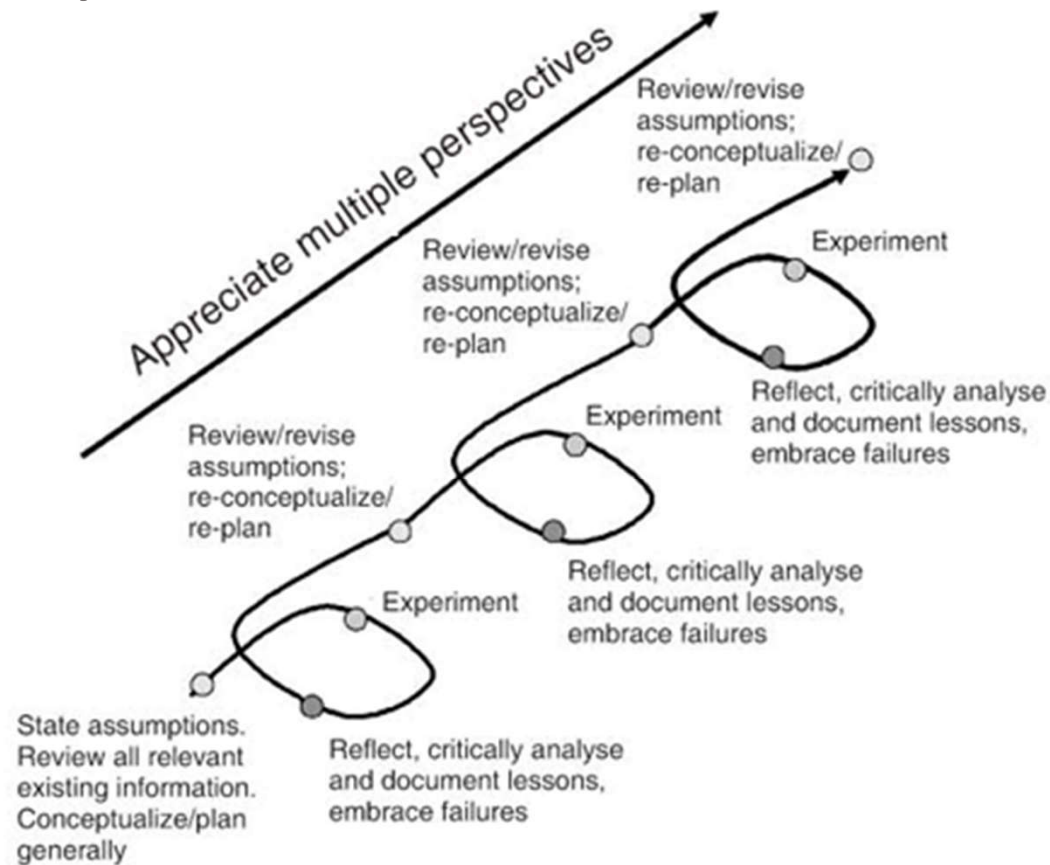 Appreciate multiple perspectives
Review/revise
assumptions;
re-conceptualize/
re-plan
Experiment
Reflect, critically analyse
and document lessons,
embrace failures
Review/revise
assumptions;
re-conceptualize/
re-plan
Experiment
Reflect, critically analyse
and document lessons,
embrace failures
Review/revise
assumptions;
re-conceptualize/
re-plan
Experiment
Reflect, critically analyse
and document lessons,
embrace failures
State assumptions.
Review all relevant
existing information.
Conceptualize/plan
generally